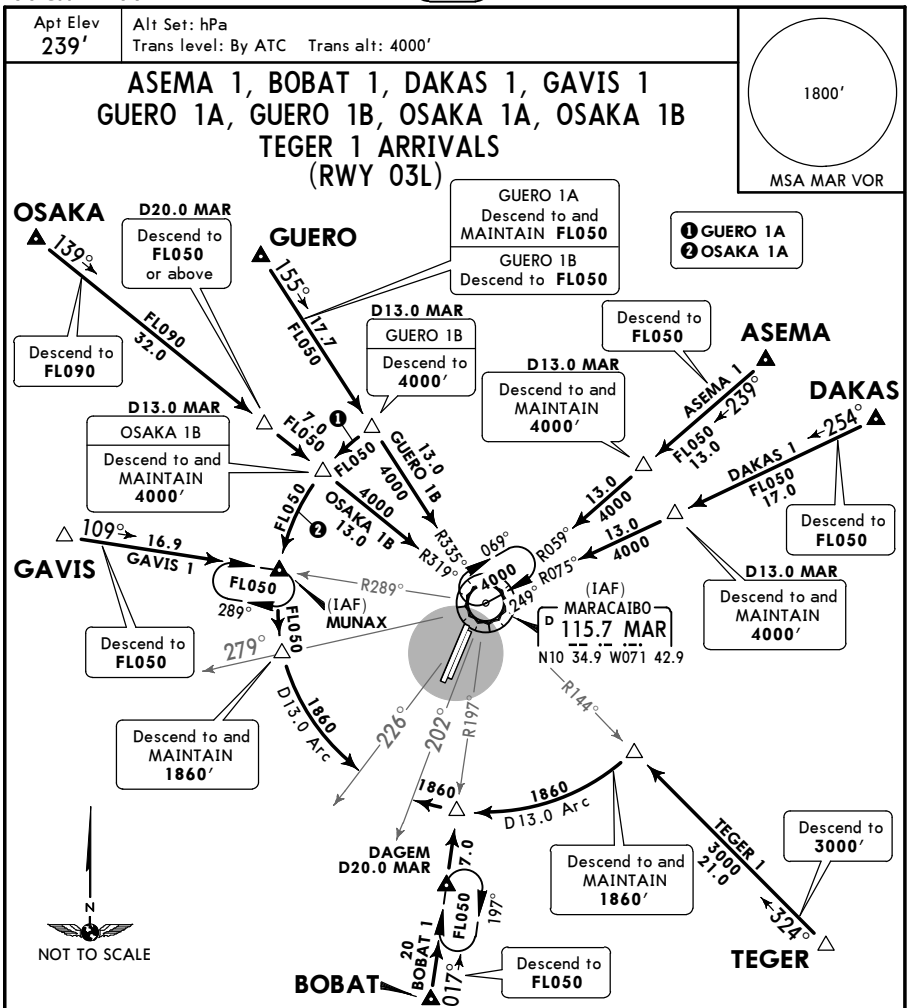 Apt Elev
239'
Alt Set: hPa
Trans level: By ATC Trans alt: 4000'
ASEMA 1, BOBAT 1, DAKAS 1, GAVIS 1
GUERO 1A, GUERO 1B, OSAKA 1A, OSAKA 1B
TEGER 1 ARRIVALS
(RWY 03L)
1800'
MSA MAR VOR
OSAKA
139°
D20.0 MAR
Descend to
FL050
or above
GUERO
155°
17.7
FL050
GUERO 1A
Descend to and
MAINTAIN FL050
GUERO 1B
Descend to FL050
1 GUERO 1A
2 OSAKA 1A
FL090
32.0
Descend to
FL090
D13.0 MAR
GUERO 1B
Descend to
4000'
Descend to
FL050
ASEMA
ASEMA 1
239°
FL050
13.0
D13.0 MAR
Descend to and
MAINTAIN
4000'
DAKAS
254°
DAKAS 1
FL050
17.0
Descend to
FL050
D13.0 MAR
OSAKA 1B
Descend to and
MAINTAIN
4000'
7.0
FL050
1
FL050
GUERO 1B
13.0
4000
R335°
4000
OSAKA 1B
13.0
R319°
FL050
2
13.0
4000
R059°
13.0
4000
R075°
D13.0 MAR
Descend to and
MAINTAIN
4000'
109°
16.9
GAVIS 1
GAVIS
Descend to
FL050
FL050
289°
(IAF)
MUNAX
R289°
FL050
279°
069°
4000
249°
(IAF)
MARACAIBO
D 115.7 MAR
N10 34.9 W071 42.9
Descend to and
MAINTAIN
1860'
1860
D13.0 Arc
226°
202°
R197°
R144°
1860
1860
D13.0 Arc
Descend to and
MAINTAIN
1860'
TEGER 1
3000
21.0
Descend to
3000'
324°
TEGER
DAGEM
D20.0 MAR
7.0
FL050
197°
20
BOBAT 1
017°
BOBAT
Descend to
FL050
N
NOT TO SCALE